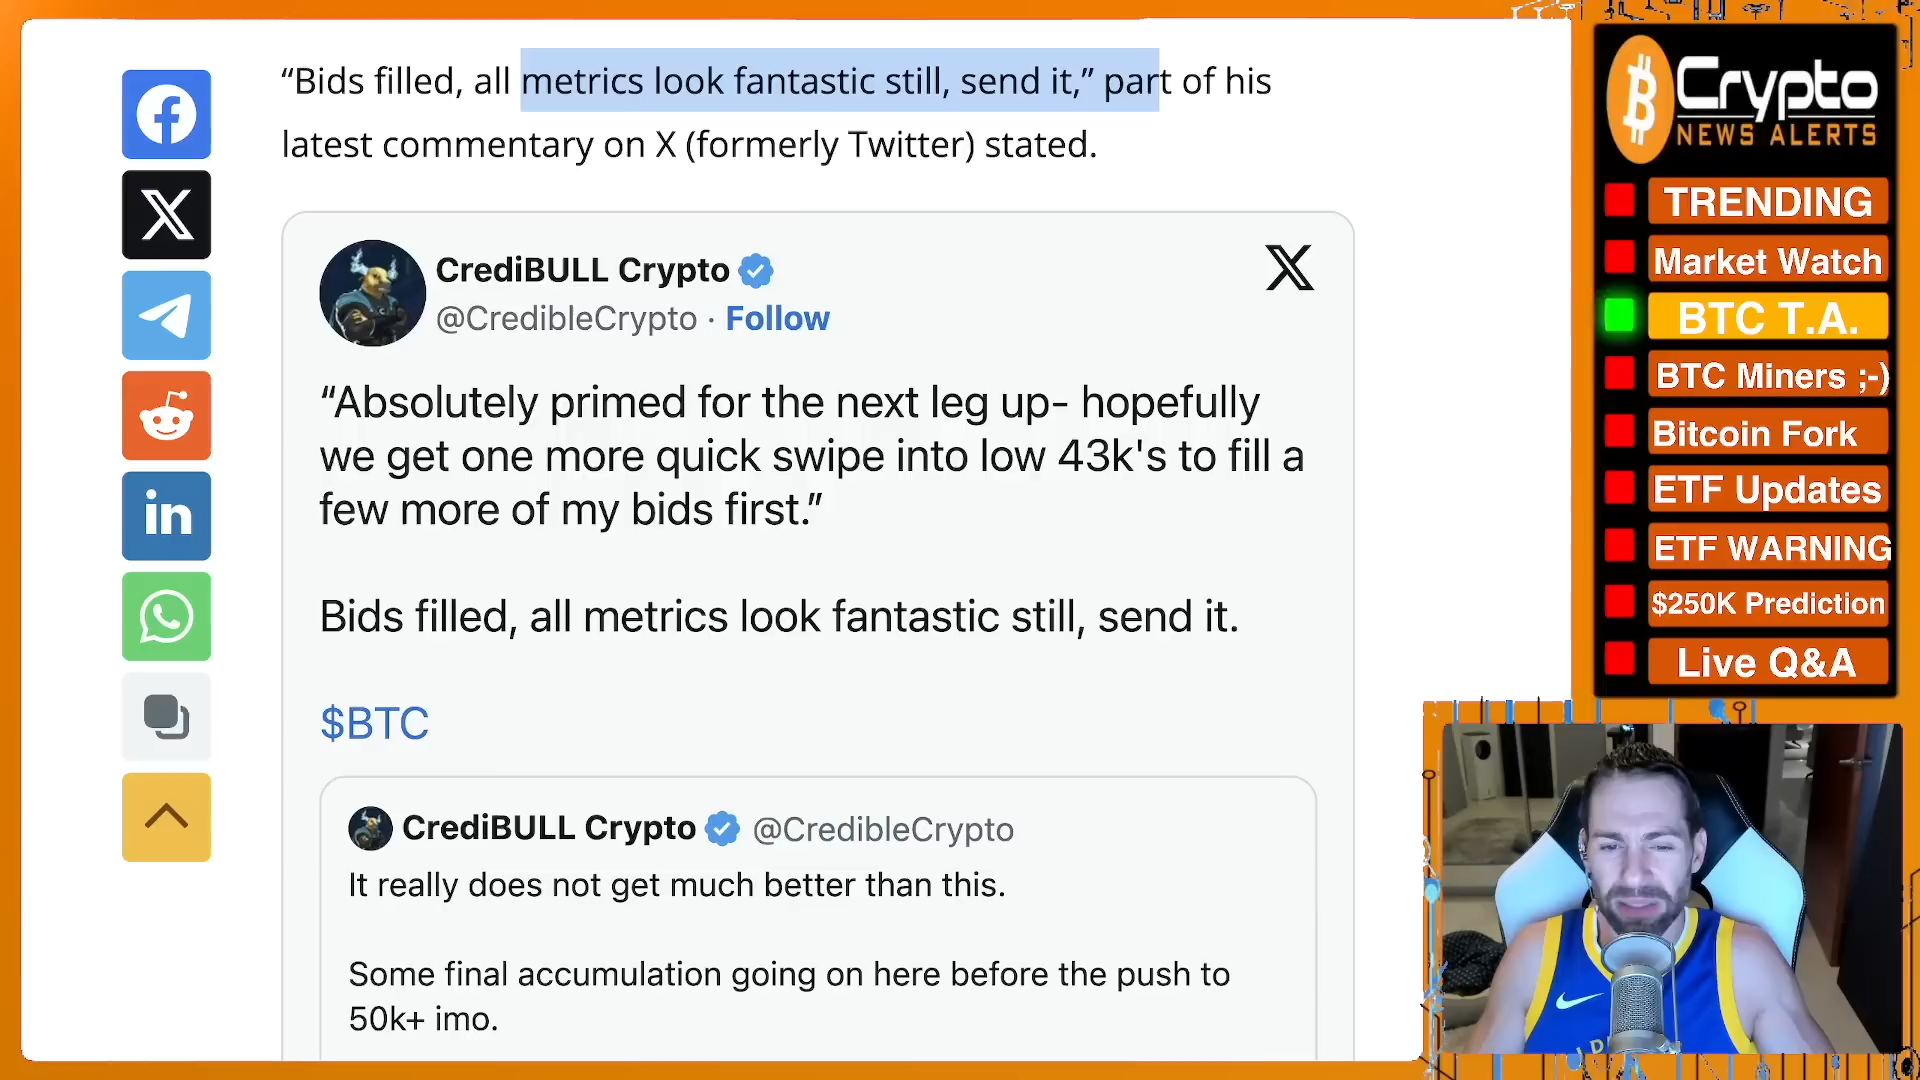 “Bids filled, all metrics look fantastic still, send it,” part of his
latest commentary on X (formerly Twitter) stated.
CrediBULL Crypto
@CredibleCrypto · Follow
“Absolutely primed for the next leg up- hopefully
we get one more quick swipe into low 43k's to fill a
few more of my bids first.”
Bids filled, all metrics look fantastic still, send it.
$BTC
CrediBULL Crypto @CredibleCrypto
It really does not get much better than this.
Some final accumulation going on here before the push to
50k+ imo.
in
Crypto
NEWS ALERTS
TRENDING
Market Watch
BTC T.A.
BTC Miners ;-)
Bitcoin Fork
ETF Updates
ETF WARNING
$250K Prediction
Live Q&A